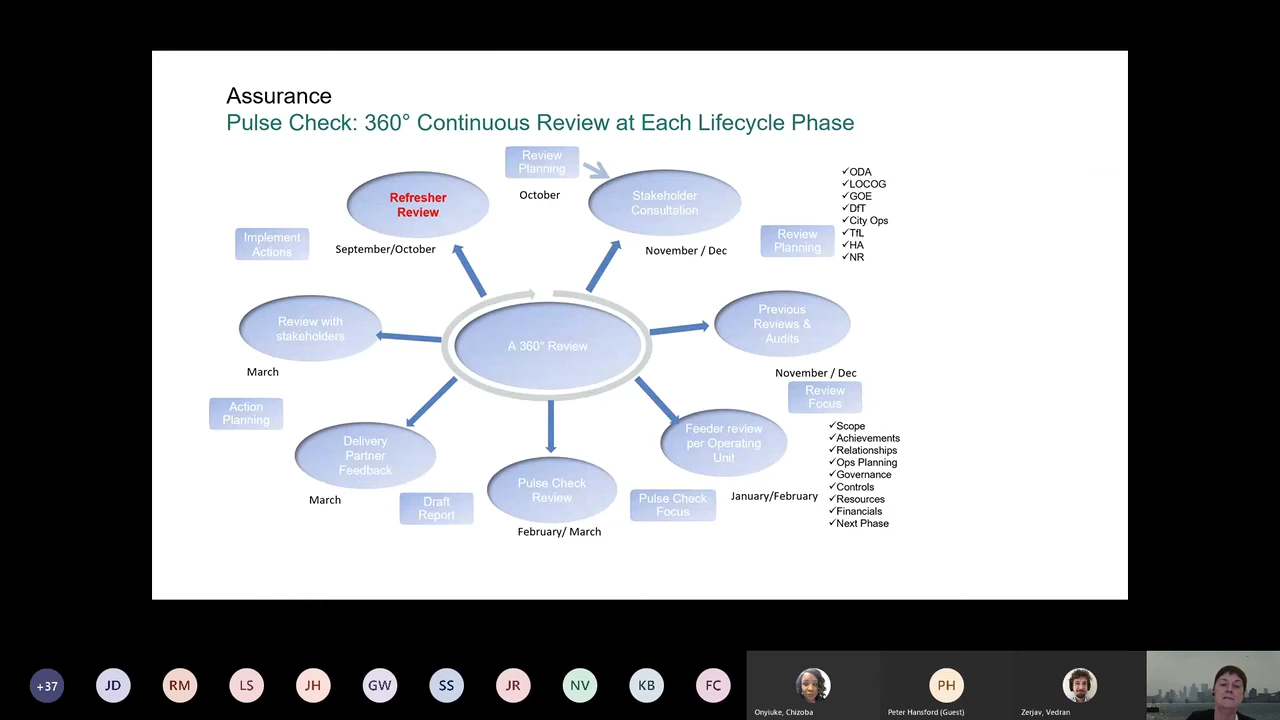 Assurance
Pulse Check: 360° Continuous Review at Each Lifecycle Phase
Review
Planning
October
Refresher
Review
September/October
Stakeholder
Consultation
November / Dec
✓ODA
✓LOCOG
✓GOE
✓DfT
✓City Ops
✓TfL
✓HA
✓NR
Implement
Actions
Review
Planning
Review with
stakeholders
March
A 360° Review
Previous
Reviews &
Audits
November / Dec
Review
Focus
Action
Planning
Delivery
Partner
Feedback
March
Draft
Report
Pulse Check
Review
February/ March
Pulse Check
Focus
Feeder review
per Operating
Unit
January/February
✓Scope
✓Achievements
✓Relationships
✓Ops Planning
✓Governance
✓Controls
✓Resources
✓Financials
✓Next Phase
+37
JD
RM
LS
JH
GW
SS
JR
NV
KB
FC
PH
Onyiuke, Chizoba
Peter Hansford (Guest)
Zerjav, Vedran